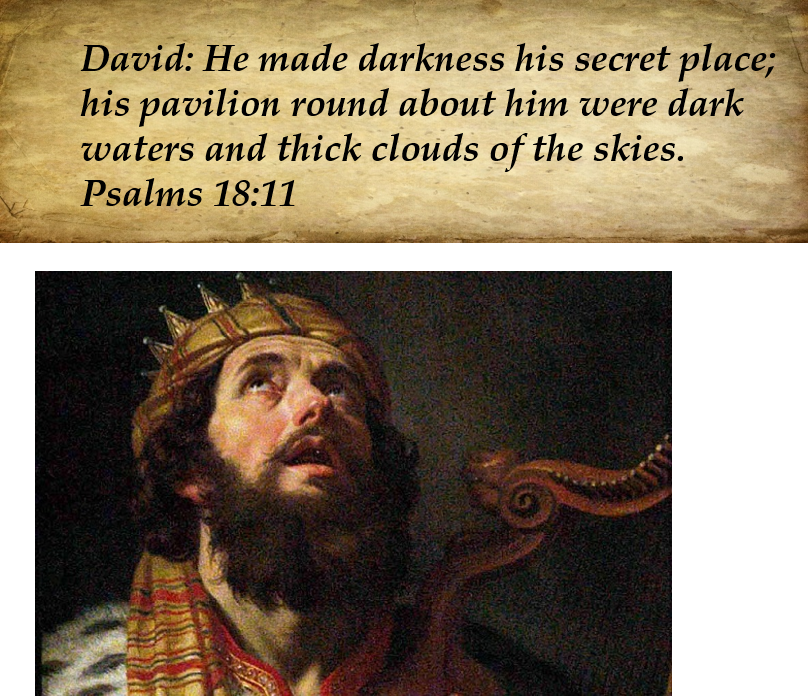 David: He made darkness his secret place;
his pavilion round about him were dark
waters and thick clouds of the skies.
Psalms 18:11